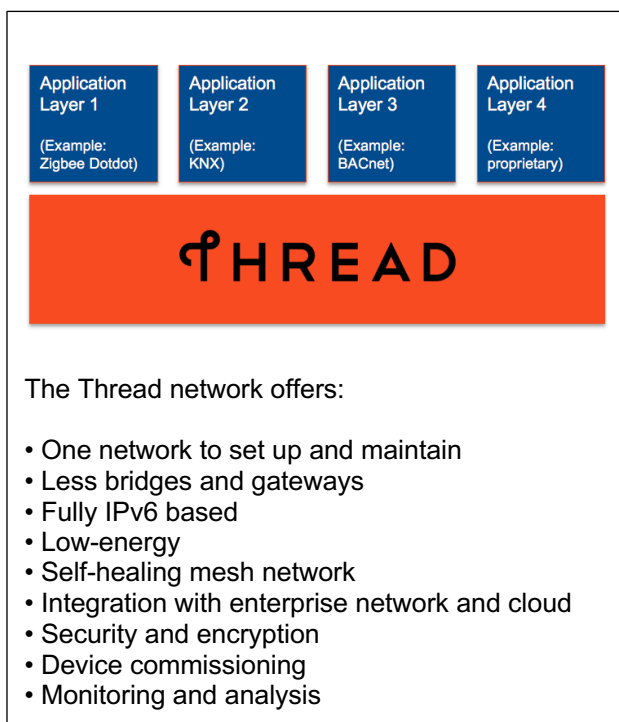 Application
Layer 1
(Example:
Zigbee Dotdot)
Application
Layer 2
(Example:
KNX)
Application
Layer 3
(Example:
BACnet)
Application
Layer 4
(Example:
proprietary)
THREAD
The Thread network offers:
• One network to set up and maintain
• Less bridges and gateways
• Fully IPv6 based
• Low-energy
• Self-healing mesh network
• Integration with enterprise network and cloud
• Security and encryption
• Device commissioning
• Monitoring and analysis